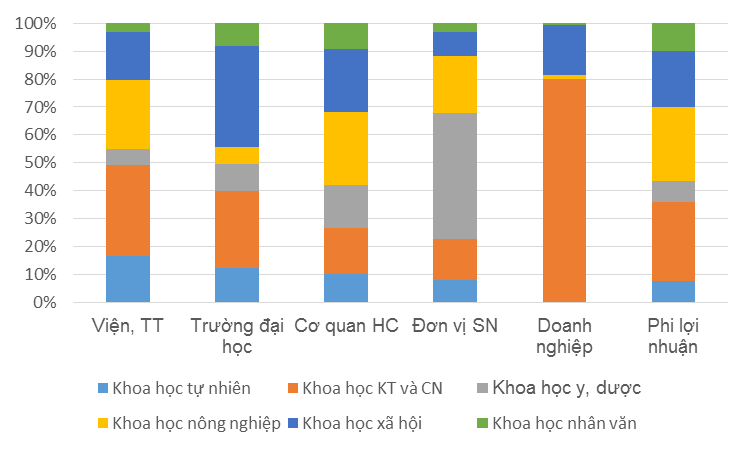 100%
90%
80%
70%
60%
50%
40%
30%
20%
10%
0%
Viện, TT
Trường đại
học
Cơ quan HC
Đơn vị SN
Doanh
nghiệp
Phi lợi
nhuận
Khoa học tự nhiên
Khoa học KT và CN
Khoa học y, dược
Khoa học nông nghiệp
Khoa học xã hội
Khoa học nhân văn